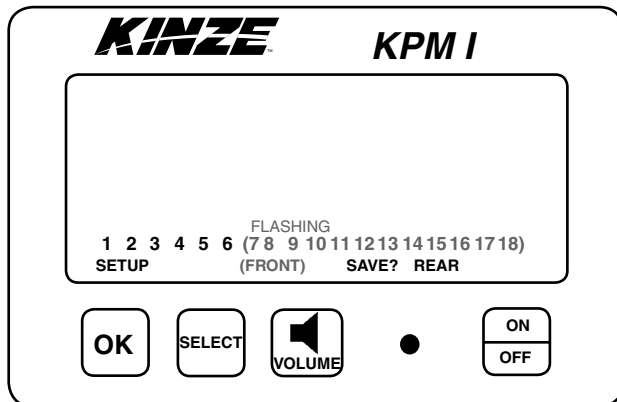 KINZE™ KPM I
FLASHING
1 2 3 4 5 6 (7 8 9 10 11 12 13 14 15 16 17 18)
SETUP (FRONT) SAVE? REAR
OK SELECT VOLUME ON
OFF